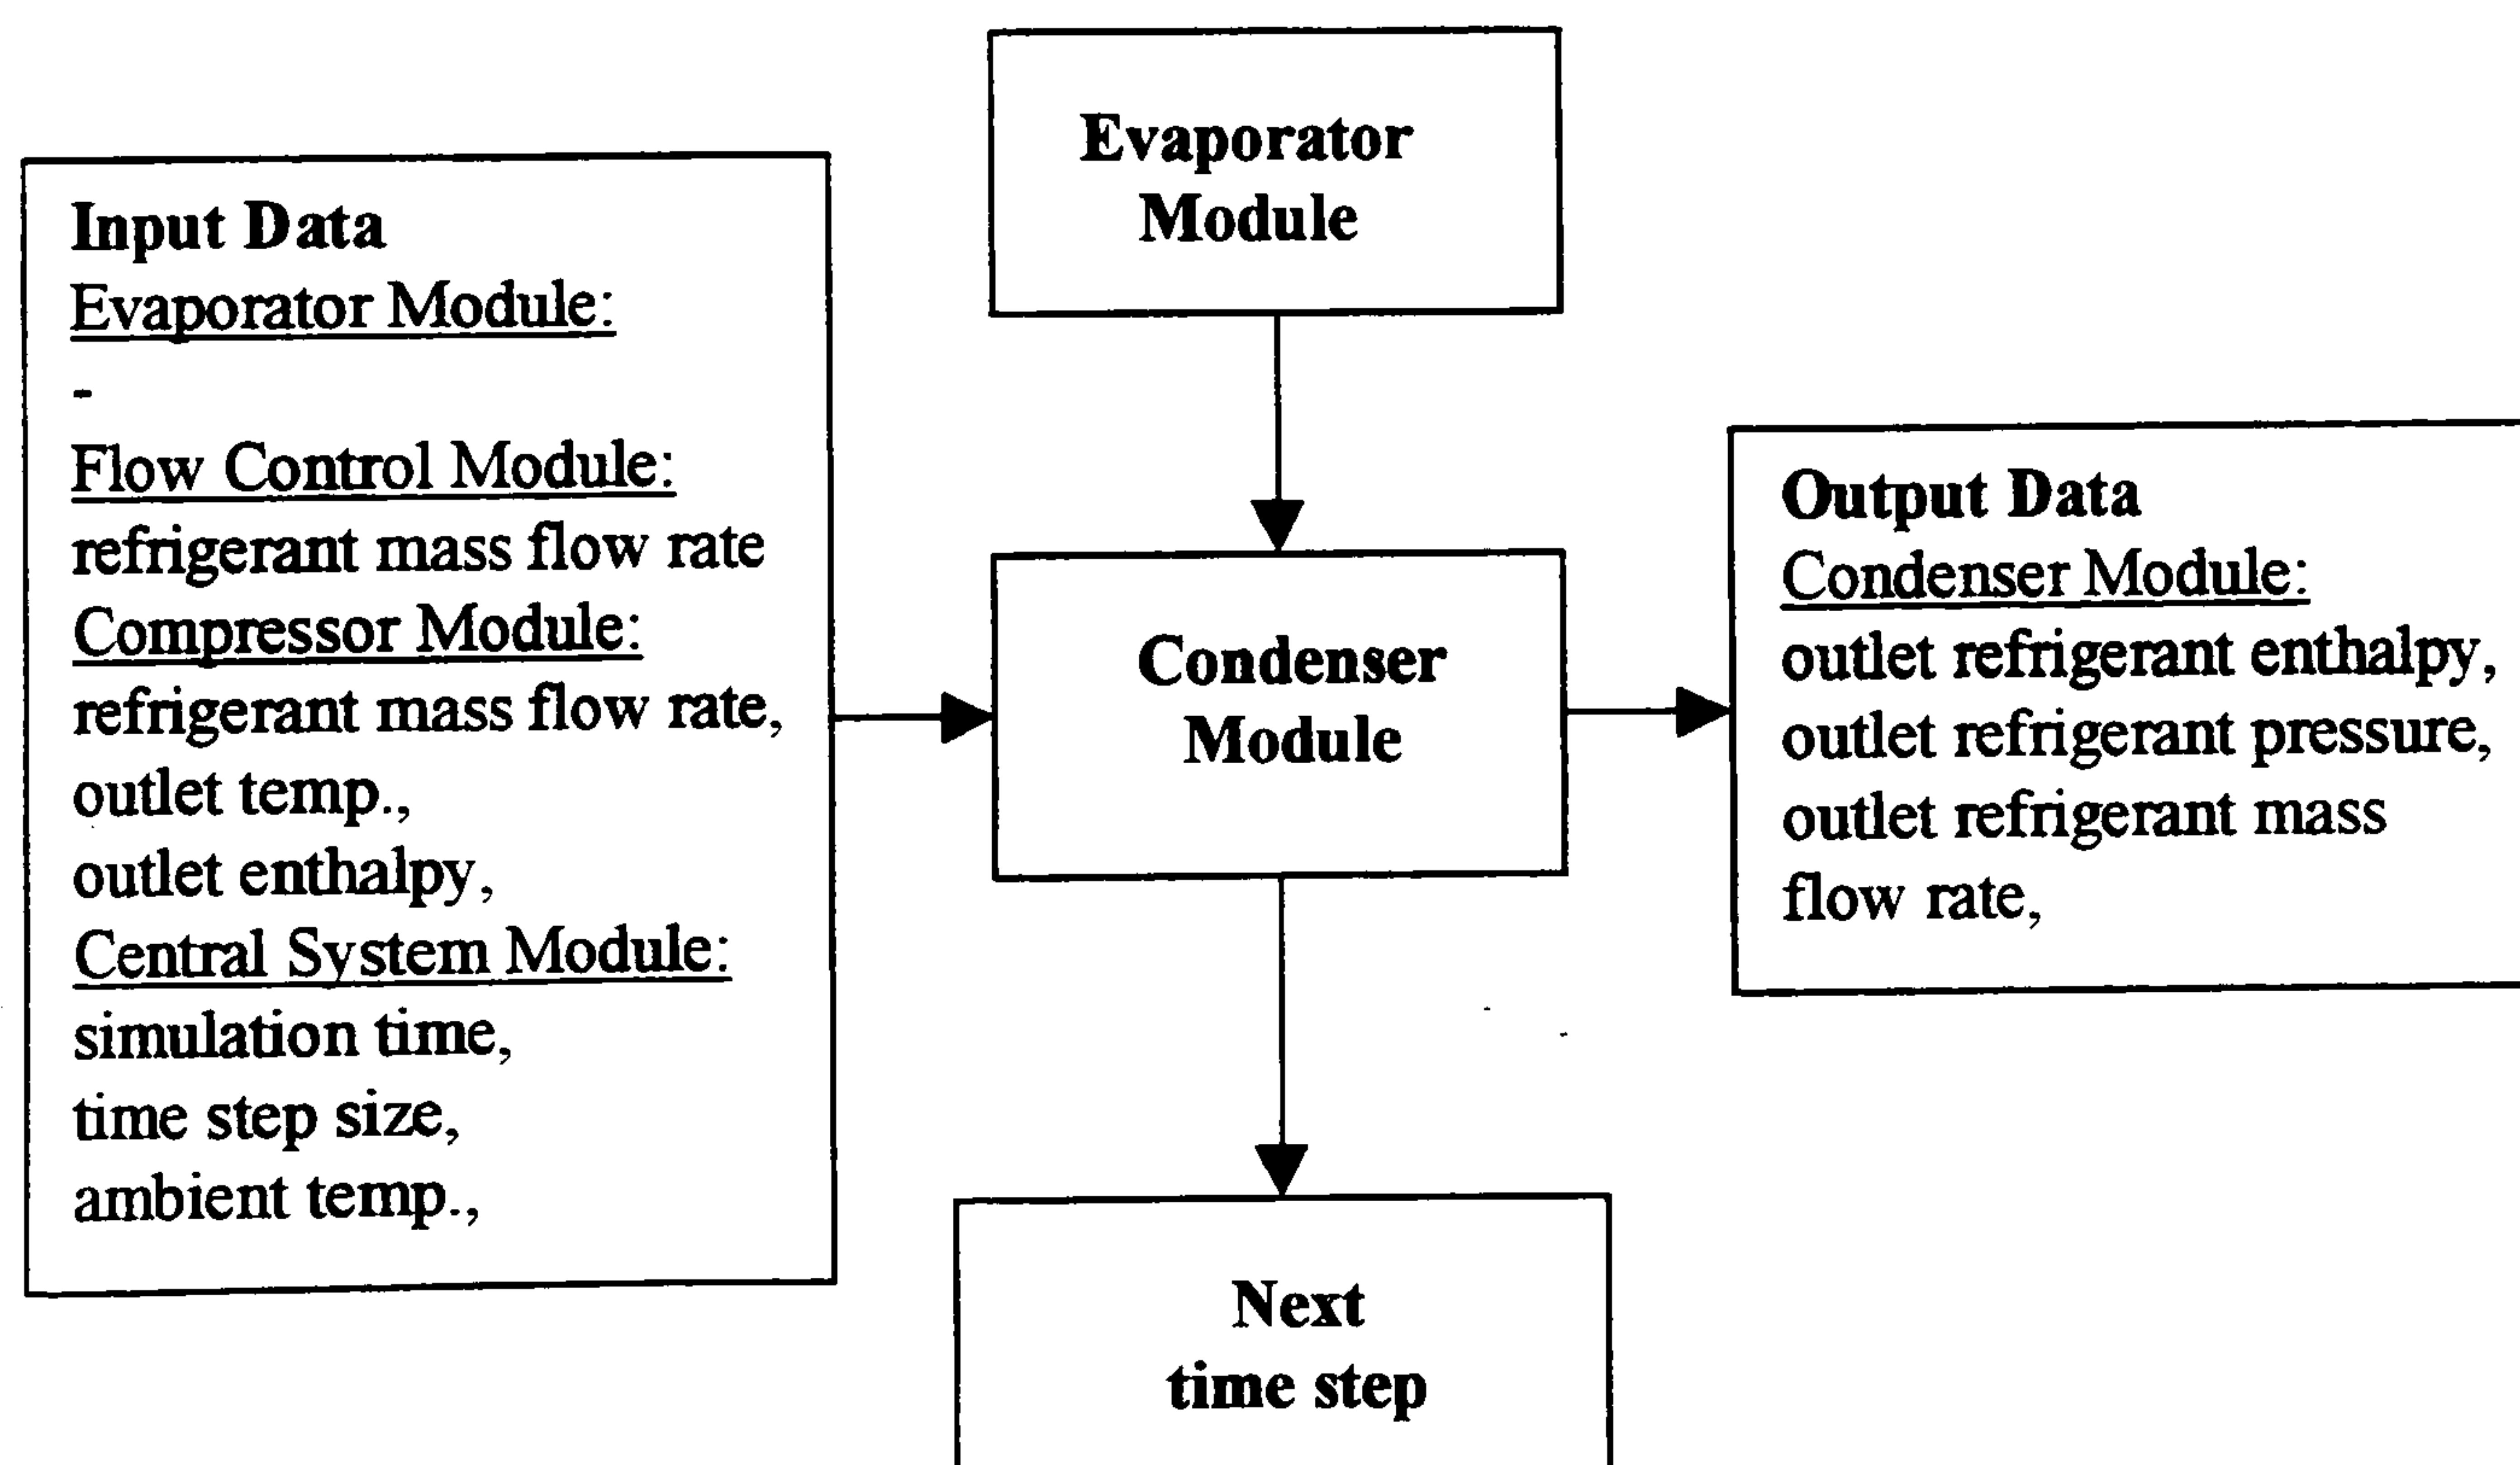 Evaporator
Module
Input Data
Evaporator Module:
-
Flow Control Module:
refrigerant mass flow rate
Compressor Module:
refrigerant mass flow rate,
outlet temp.,
outlet enthalpy,
Central System Module:
simulation time,
time step size,
ambient temp.,
Condenser
Module
Output Data
Condenser Module:
outlet refrigerant enthalpy,
outlet refrigerant pressure,
outlet refrigerant mass
flow rate,
Next
time step